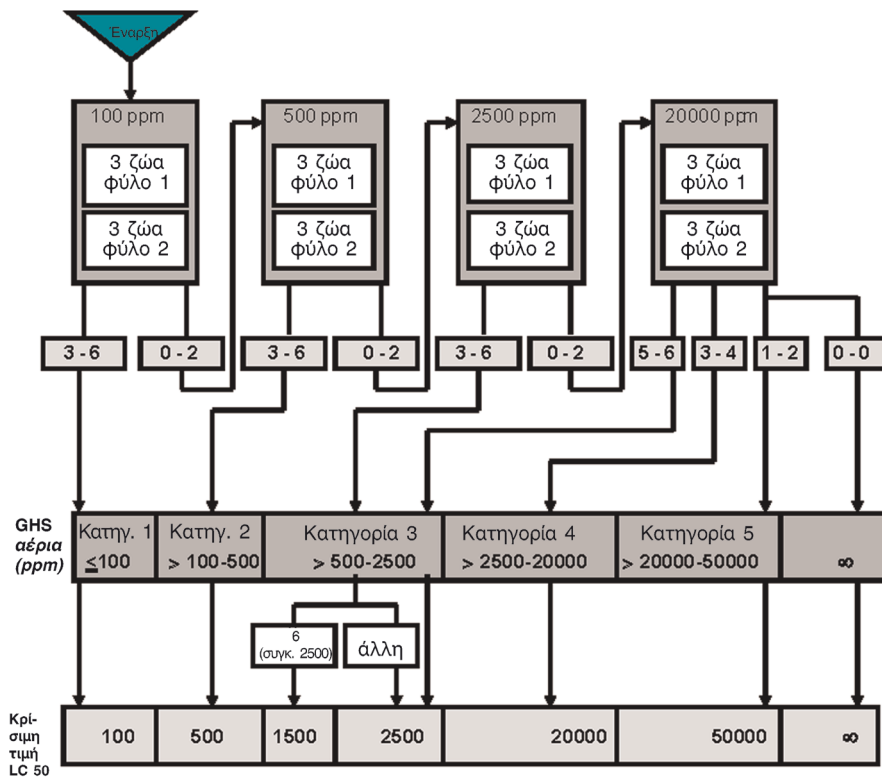 Έναρξη
100 ppm
500 ppm
2500 ppm
20000 ppm
3 ζώα
φύλο 1
3 ζώα
φύλο 1
3 ζώα
φύλο 1
3 ζώα
φύλο 1
3 ζώα
φύλο 2
3 ζώα
φύλο 2
3 ζώα
φύλο 2
3 ζώα
φύλο 2
3 - 6
0 - 2
3 - 6
0 - 2
3 - 6
0 - 2
5 - 6
3 - 4
1 - 2
0 - 0
GHS
αέρια
(ppm)
Κατηγ. 1
≤100
Κατηγ. 2
> 100-500
Κατηγορία 3
> 500-2500
Κατηγορία 4
> 2500-20000
Κατηγορία 5
> 20000-50000
∞
6
(συγκ. 2500)
άλλη
Κρί-
σιμη
τιμή
LC 50
100
500
1500
2500
20000
50000
∞